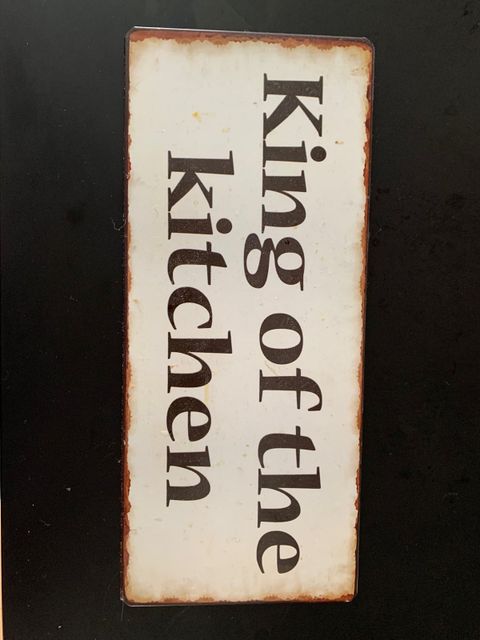 King of the
kitchen